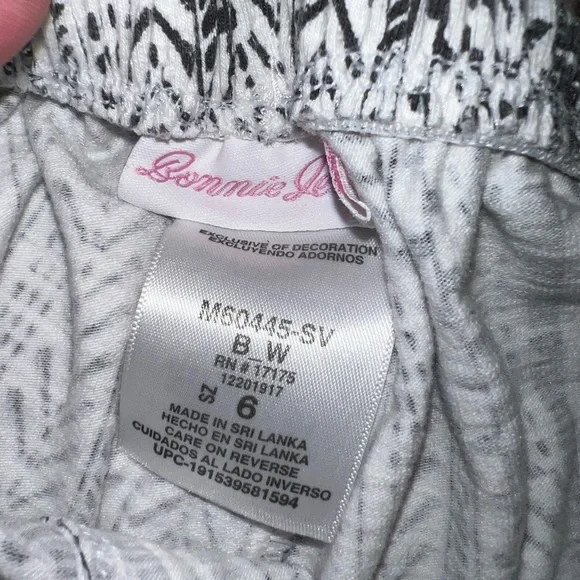 Bonnie
EXCLUSIVE OF DECORATION
EXCLUYENDO ADORNOS
M60445-SV
B_W
RN # 17175
12201917
SZ 6
MADE IN SRI LANKA
HECHO EN SRI LANKA
CARE ON REVERSE
CUIDADOS AL LADO INVERSO
UPC-191539581594